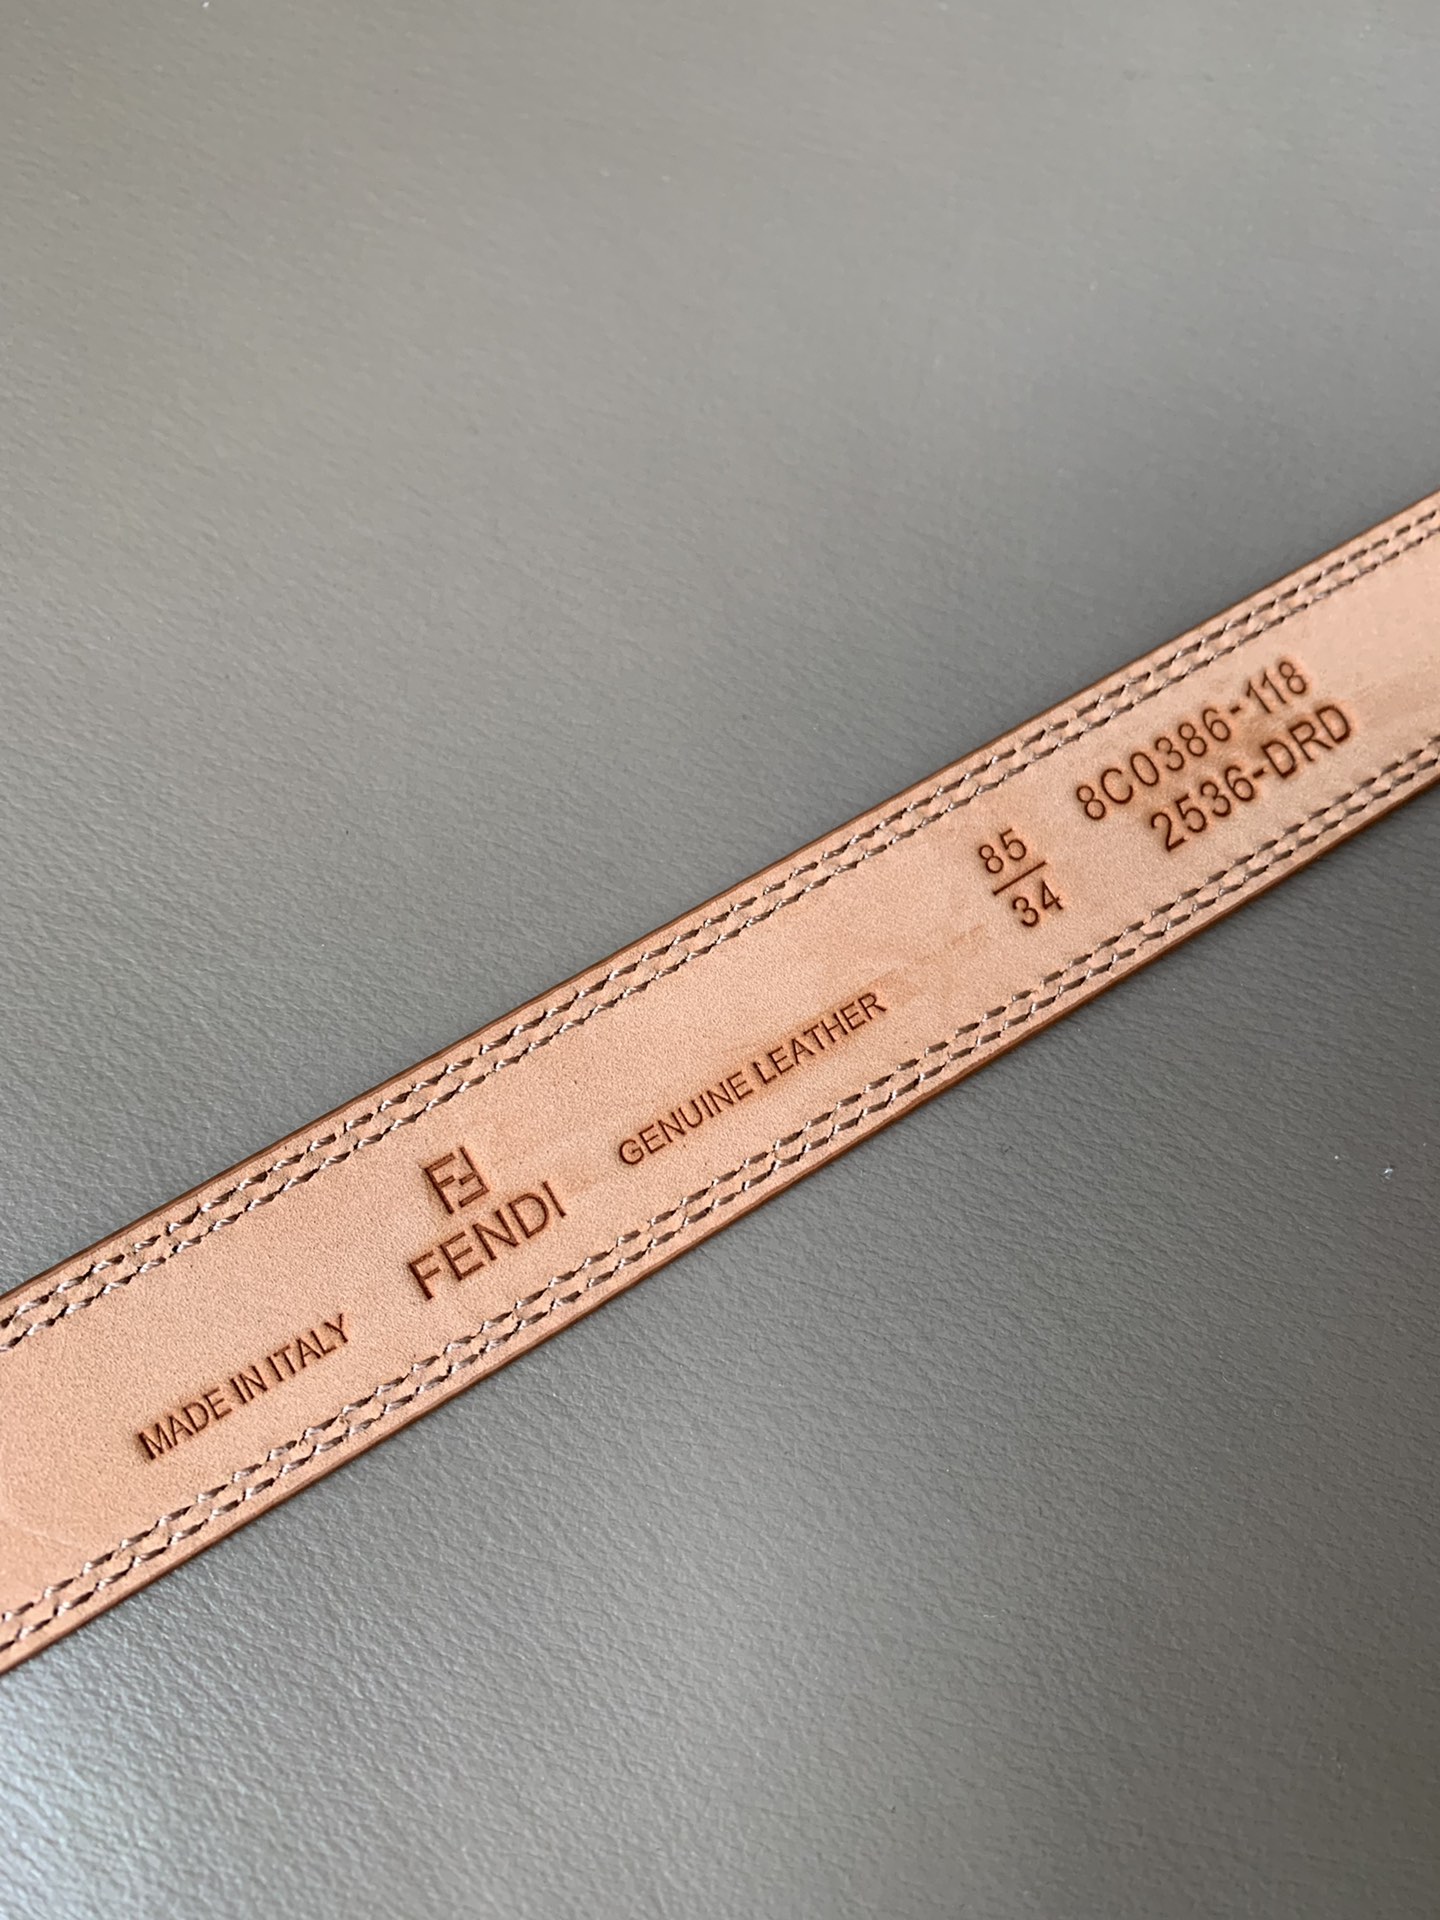 MADE IN ITALY
FF
FENDI
GENUINE LEATHER
85
34
8C0386-118
2536-DRD